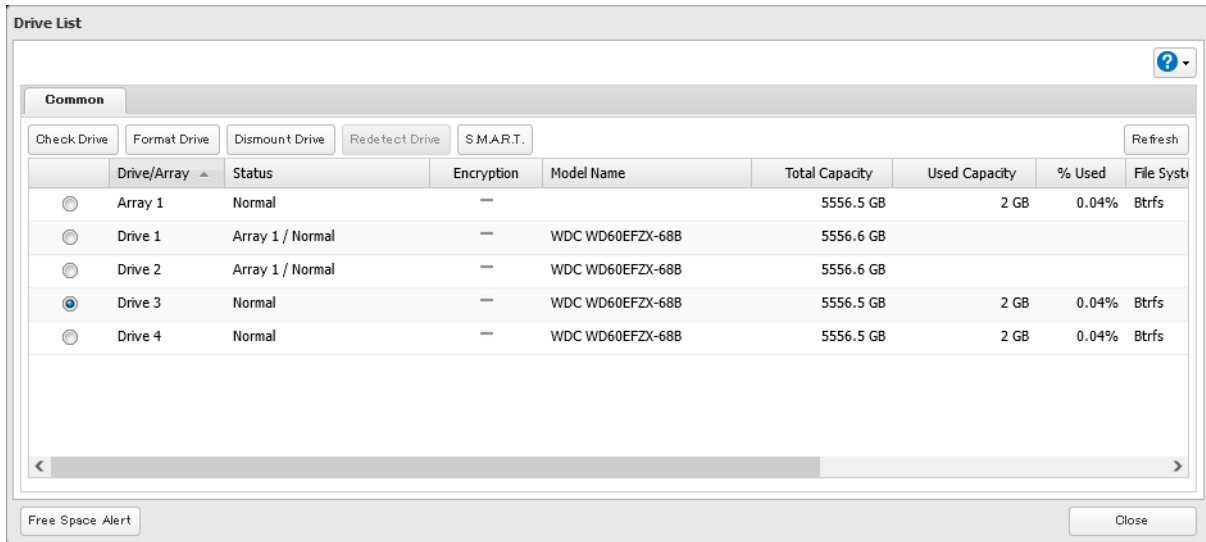 Drive List
Common
Check Drive Format Drive Dismount Drive Redetect Drive S.M.A.R.T. Refresh
Drive/Array Status Encryption Model Name Total Capacity Used Capacity % Used File Syste
Array 1 Normal — 5556.5 GB 2 GB 0.04% Btrfs
Drive 1 Array 1 / Normal — WDC WD60EFZX-68B 5556.6 GB
Drive 2 Array 1 / Normal — WDC WD60EFZX-68B 5556.6 GB
Drive 3 Normal — WDC WD60EFZX-68B 5556.5 GB 2 GB 0.04% Btrfs
Drive 4 Normal — WDC WD60EFZX-68B 5556.5 GB 2 GB 0.04% Btrfs
Free Space Alert Close